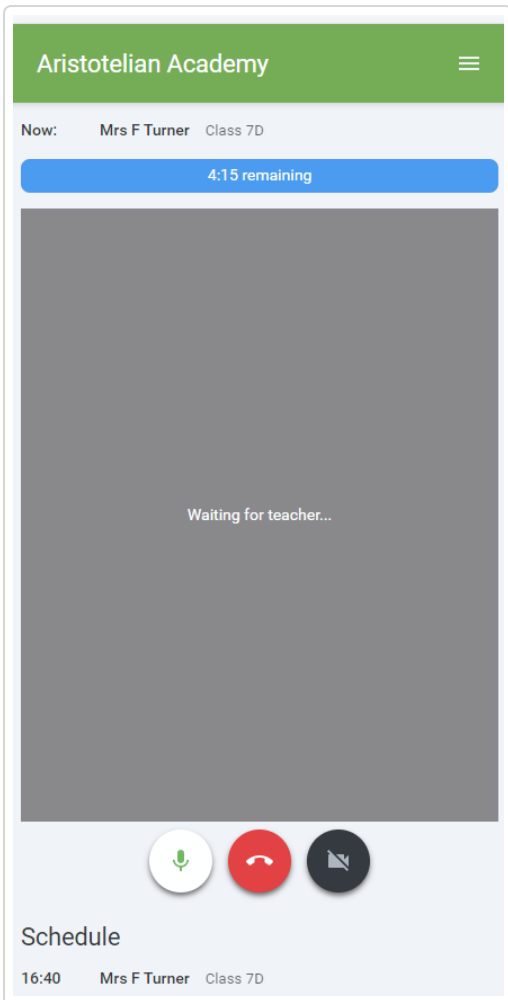 Aristotelian Academy
Now: Mrs F Turner Class 7D
4:15 remaining
Waiting for teacher...
Schedule
16:40 Mrs F Turner Class 7D